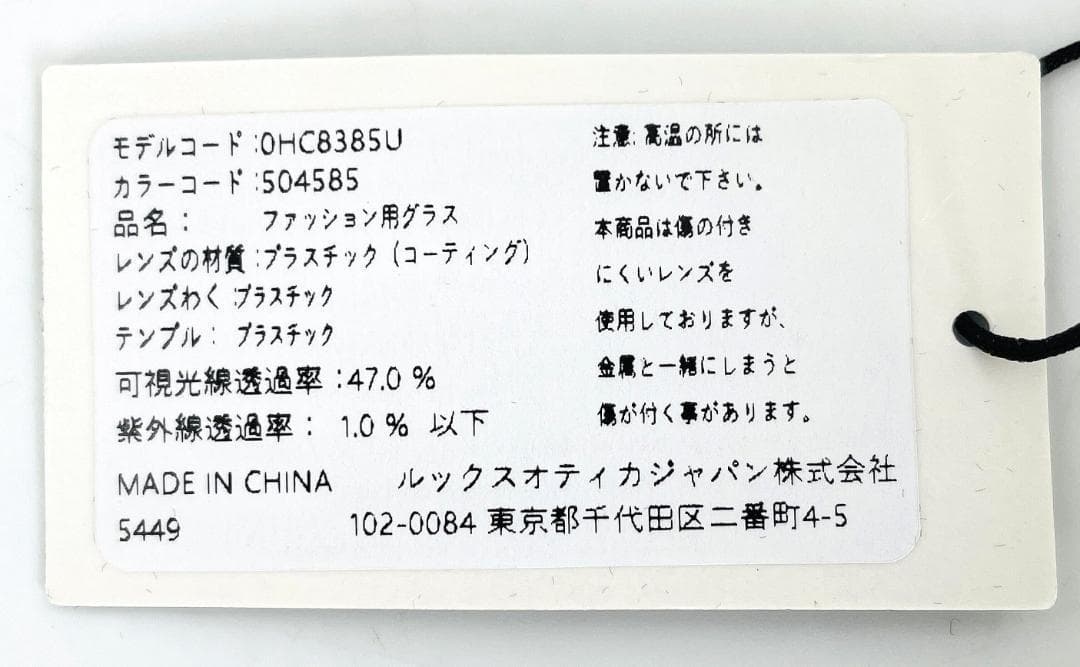 モデルコード:0HC8385U
カラーコード:504585
品名: ファッション用グラス
レンズの材質:プラスチック(コーティング)
レンズわく:プラスチック
テンプル: プラスチック
可視光線透過率:47.0 %
紫外線透過率: 1.0 % 以下
MADE IN CHINA
5449
注意:高温の所には
置かないで下さい。
本商品は傷の付き
にくいレンズを
使用しておりますが、
金属と一緒にしまうと
傷が付く事があります。
ルックスオティカジャパン株式会社
102-0084 東京都千代田区二番町4-5